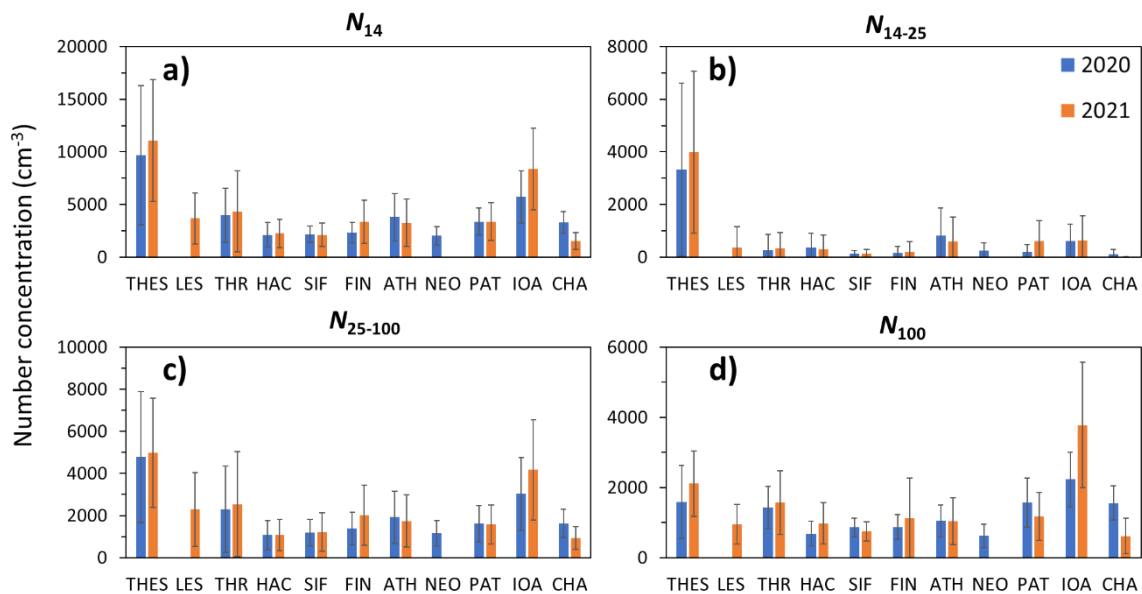 N14
N14-25
20000
15000
10000
5000
0
a)
THES LES THR HAC SIF FIN ATH NEO PAT IOA CHA
8000
6000
4000
2000
0
b)
2020
2021
THES LES THR HAC SIF FIN ATH NEO PAT IOA CHA
Number concentration (cm-3)
N25-100
N100
10000
8000
6000
4000
2000
0
c)
THES LES THR HAC SIF FIN ATH NEO PAT IOA CHA
6000
4000
2000
0
d)
THES LES THR HAC SIF FIN ATH NEO PAT IOA CHA